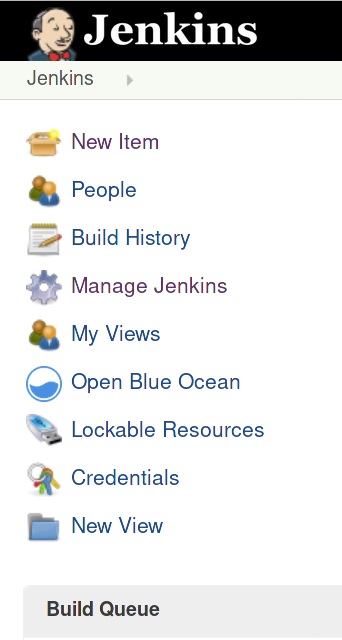 Jenkins
Jenkins
New Item
People
Build History
Manage Jenkins
My Views
Open Blue Ocean
Lockable Resources
Credentials
New View
Build Queue